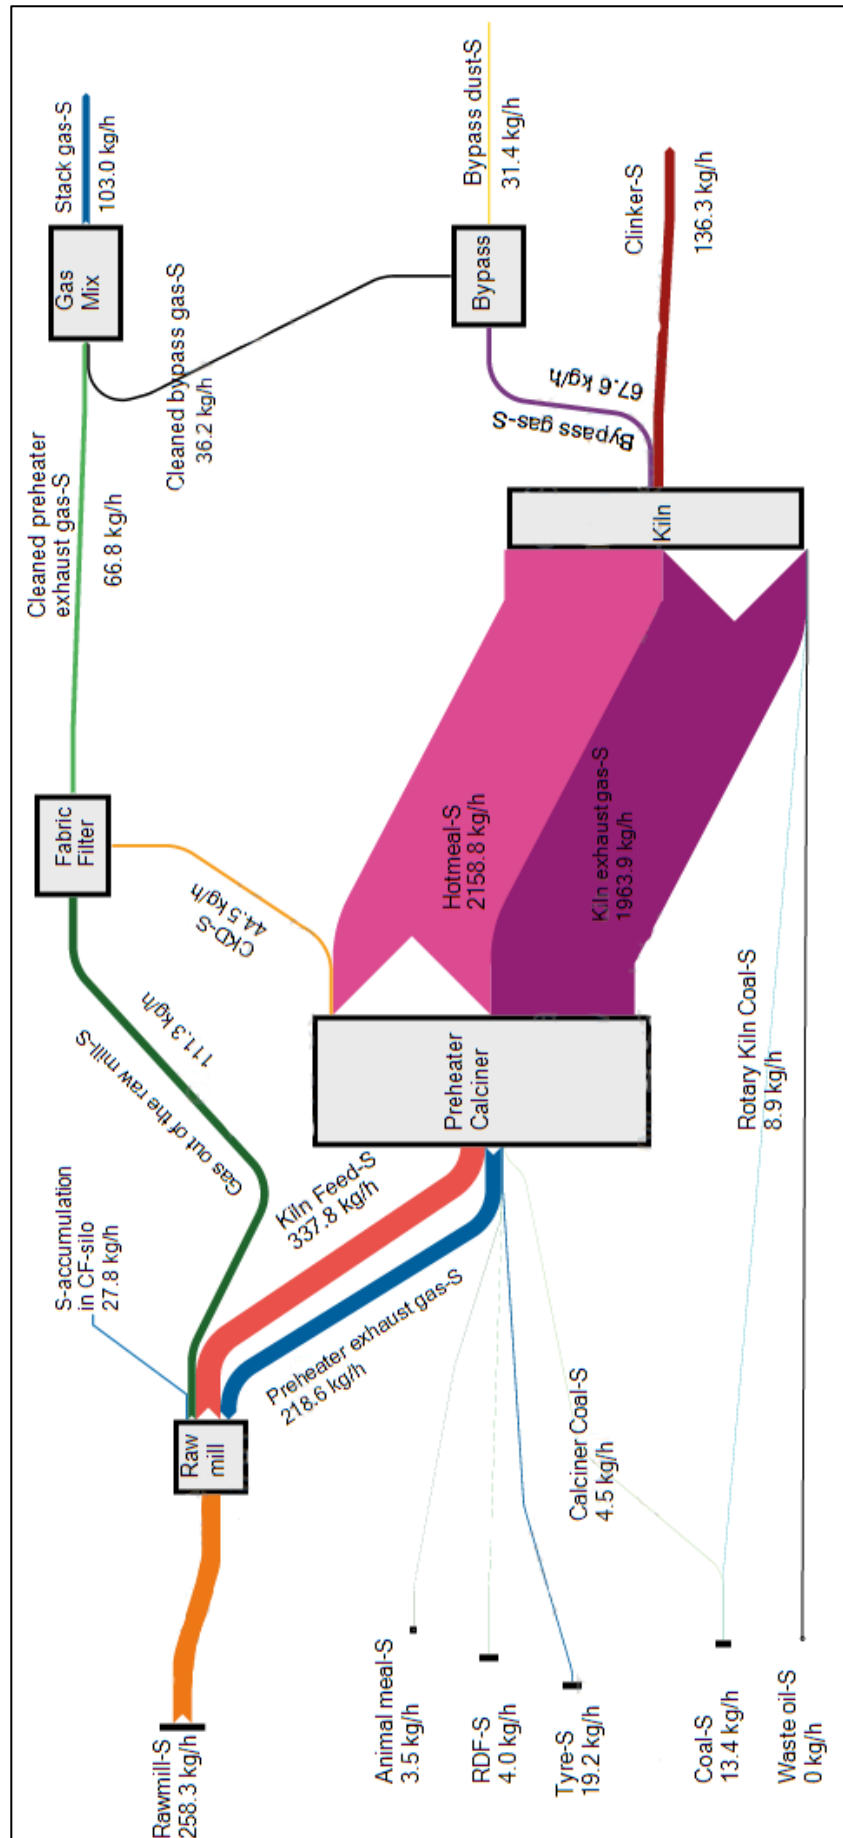 Rawmill-S
258.3 kg/h
Raw
mill
S-accumulation
in CF-silo
27.8 kg/h
Gas out of the raw mill-S
111.3 kg/h
Kiln Feed-S
337.8 kg/h
Preheater exhaust gas-S
218.6 kg/h
Animal meal-S
3.5 kg/h
RDF-S
4.0 kg/h
Tyre-S
19.2 kg/h
Coal-S
13.4 kg/h
Waste oil-S
0 kg/h
Calciner Coal-S
4.5 kg/h
Rotary Kiln Coal-S
8.9 kg/h
Preheater
Calciner
Fabric
Filter
CKD-S
44.5 kg/h
Hotmeal-S
2158.8 kg/h
Kiln exhaust gas-S
1963.9 kg/h
Cleaned preheater
exhaust gas-S
66.8 kg/h
Cleaned bypass gas-S
36.2 kg/h
Gas
Mix
Stack gas-S
103.0 kg/h
Bypass
Bypass dust-S
31.4 kg/h
Bypass gas-S
67.6 kg/h
Kiln
Clinker-S
136.3 kg/h